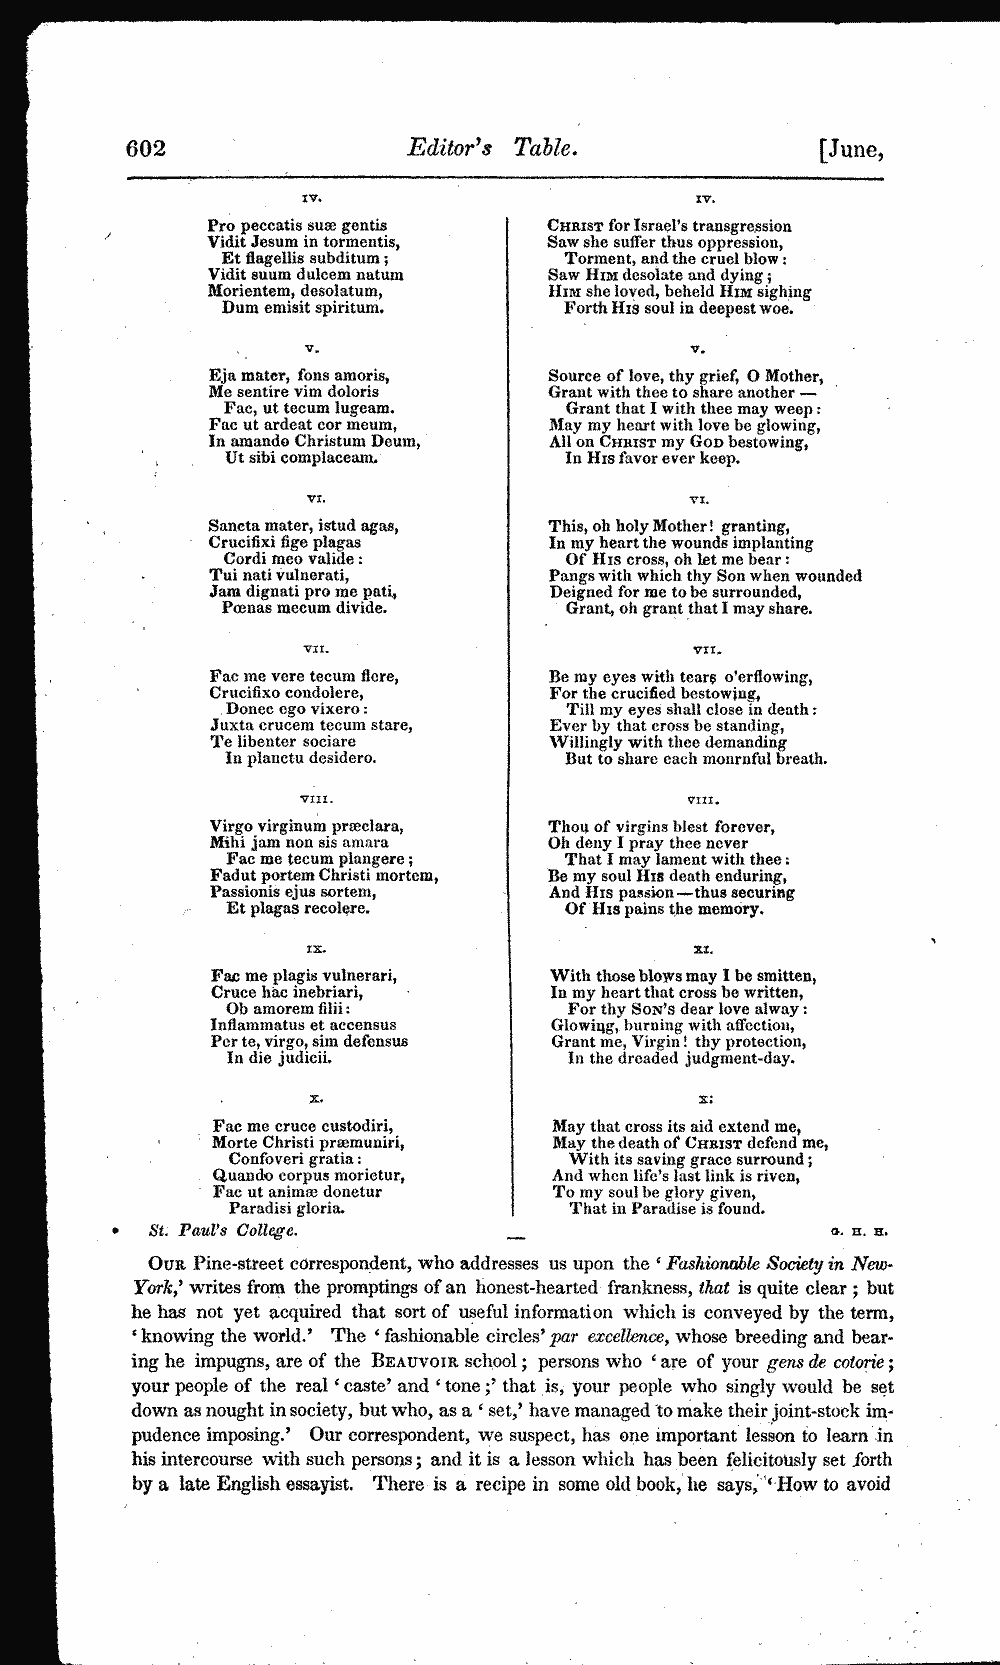 602 Editor's Table. [June,
IV.
Pro peccatis suæ gentis
Vidit Jesum in tormentis,
Et flagellis subditum ;
Vidit suum dulcem natum
Morientem, desolatum,
Dum emisit spiritum.
V.
Eja mater, fons amoris,
Me sentire vim doloris
Fac, ut tecum lugeam.
Fac ut ardeat cor meum,
In amando Christum Deum,
Ut sibi complaceam.
VI.
Sancta mater, istud agas,
Crucifixi fige plagas
Cordi meo valide :
Tui nati vulnerati,
Jam dignati pro me pati,
Pœnas mecum divide.
VII.
Fac me vere tecum flere,
Crucifixo condolere,
Donec ego vixero :
Juxta crucem tecum stare,
Te libenter sociare
In planctu desidero.
VIII.
Virgo virginum præclara,
Mihi jam non sis amara
Fac me tecum plangere ;
Fadut portem Christi mortem,
Passionis ejus sortem,
Et plagas recolere.
IX.
Fac me plagis vulnerari,
Cruce hàc inebriari,
Ob amorem filii :
Inflammatus et accensus
Per te, virgo, sim defensus
In die judicii.
X.
Fac me cruce custodiri,
Morte Christi præmuniri,
Confoveri gratia :
Quando corpus morietur,
Fac ut animæ donetur
Paradisi gloria.
IV.
CHRIST for Israel's transgression
Saw she suffer thus oppression,
Torment, and the cruel blow :
Saw HIM desolate and dying ;
HIM she loved, beheld HIM sighing
Forth HIS soul in deepest woe.
V.
Source of love, thy grief, O Mother,
Grant with thee to share another —
Grant that I with thee may weep :
May my heart with love be glowing,
All on CHRIST my GOD bestowing,
In HIS favor ever keep.
VI.
This, oh holy Mother! granting,
In my heart the wounds implanting
Of HIS cross, oh let me bear :
Pangs with which thy Son when wounded
Deigned for me to be surrounded,
Grant, oh grant that I may share.
VII.
Be my eyes with tears o'erflowing,
For the crucified bestowing,
Till my eyes shall close in death :
Ever by that cross be standing,
Willingly with thee demanding
But to share each monrnful breath.
VIII.
Thou of virgins blest forever,
Oh deny I pray thee never
That I may lament with thee :
Be my soul HIS death enduring,
And HIS passion — thus securing
Of HIS pains the memory.
XI.
With those blows may I be smitten,
In my heart that cross be written,
For thy SON'S dear love alway :
Glowing, burning with affection,
Grant me, Virgin ! thy protection,
In the dreaded judgment-day.
X:
May that cross its aid extend me,
May the death of CHRIST defend me,
With its saving grace surround ;
And when life's last link is riven,
To my soul be glory given,
That in Paradise is found.
St. Paul's College. G. H. H.
OUR Pine-street correspondent, who addresses us upon the ' Fashionable Society in New-
York,' writes from the promptings of an honest-hearted frankness, that is quite clear ; but
he has not yet acquired that sort of useful information which is conveyed by the term,
' knowing the world.' The ' fashionable circles' par excellence, whose breeding and bear-
ing he impugns, are of the BEAUVOIR school ; persons who ' are of your gens de cotorie ;
your people of the real ' caste' and ' tone ;' that is, your people who singly would be set
down as nought in society, but who, as a ' set,' have managed to make their joint-stock im-
pudence imposing.' Our correspondent, we suspect, has one important lesson to learn in
his intercourse with such persons ; and it is a lesson which has been felicitously set forth
by a late English essayist. There is a recipe in some old book, he says, ' How to avoid